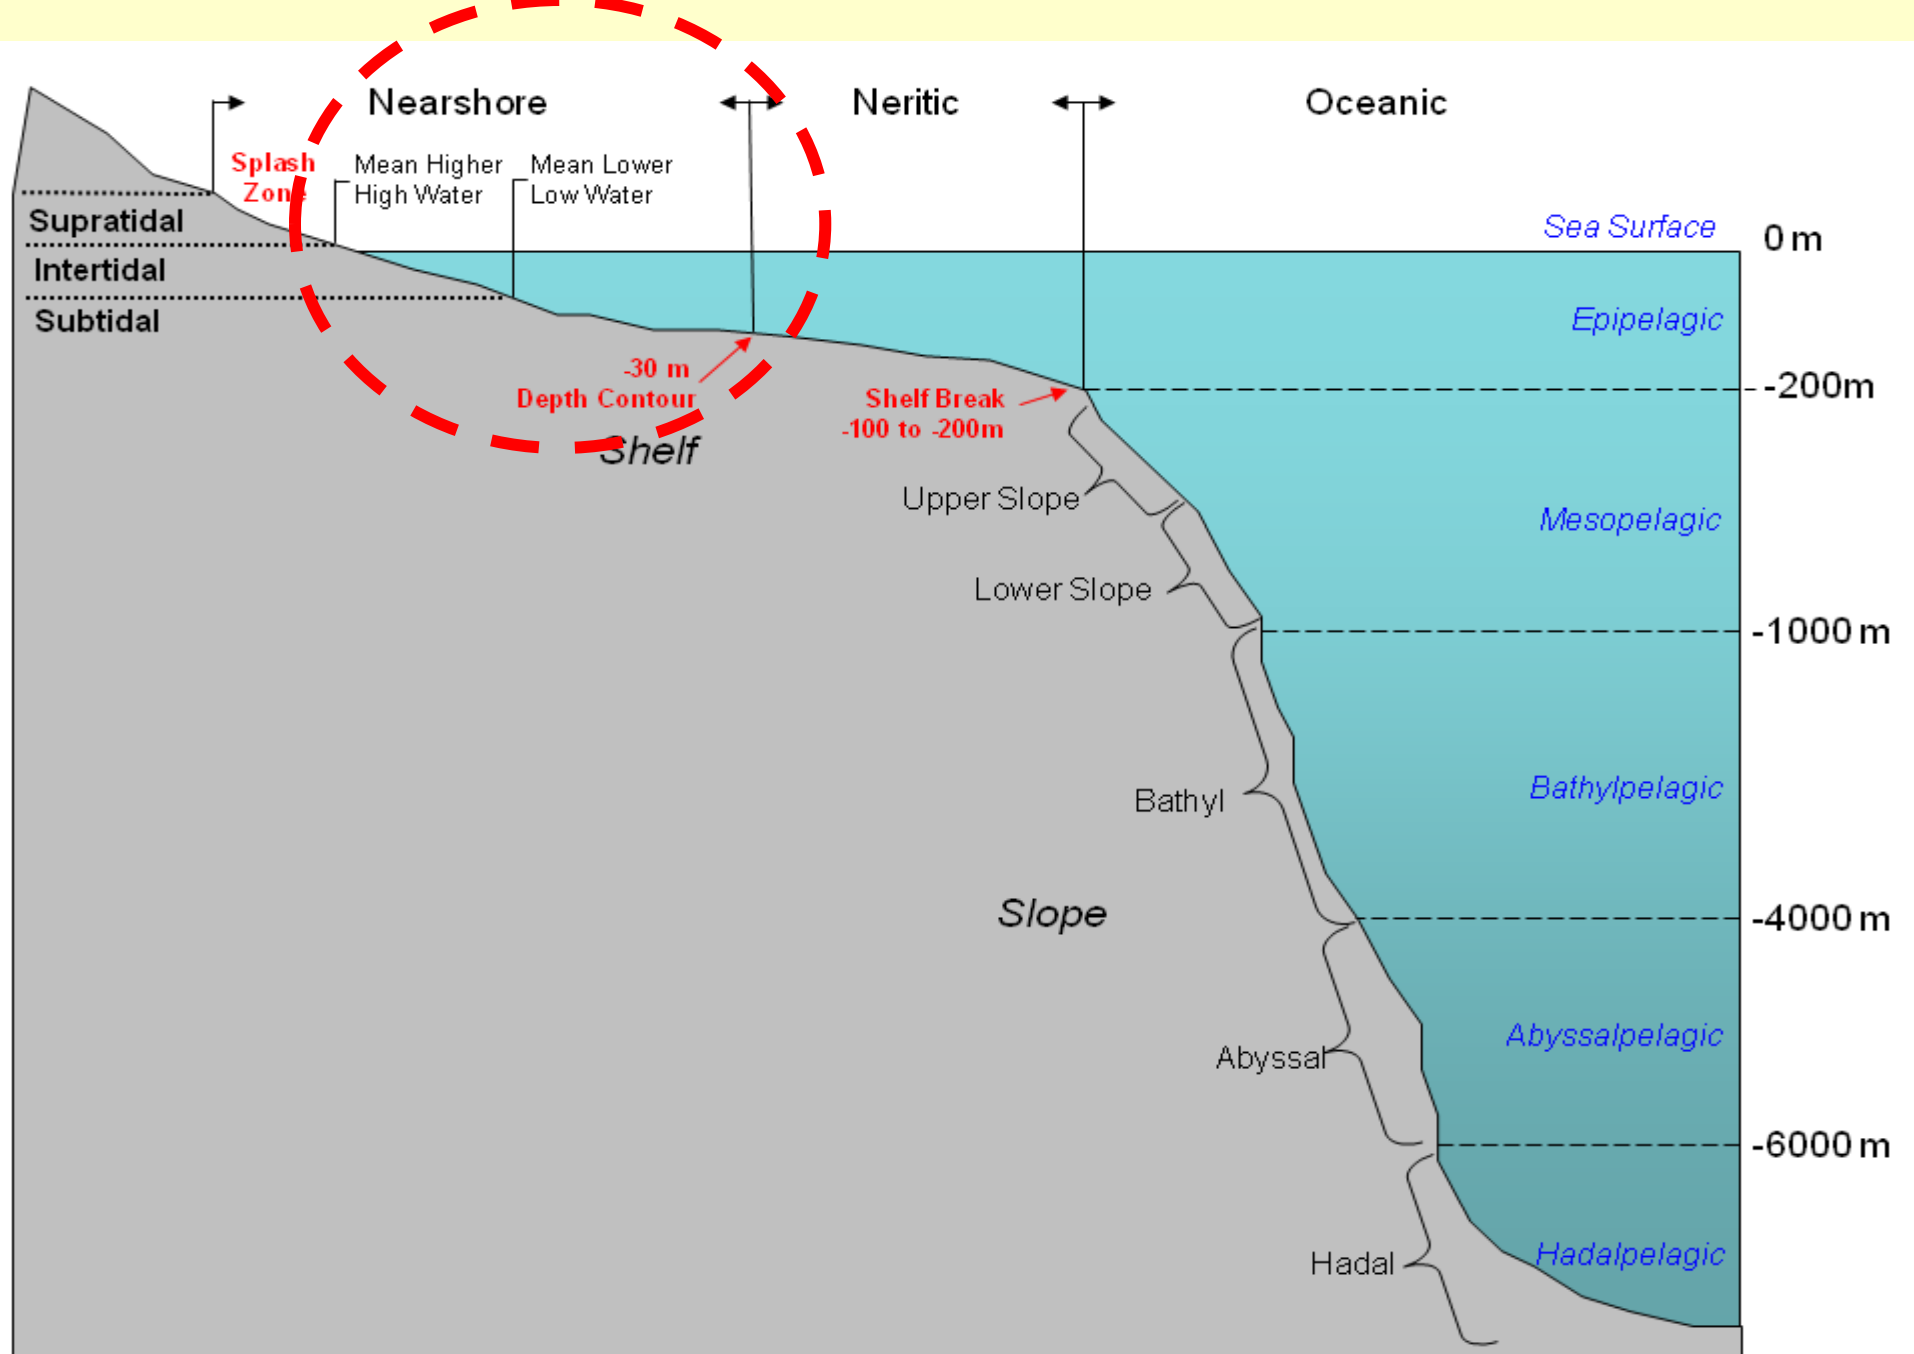 Nearshore
Neritic
Oceanic
Splash
Zone
Mean Higher
High Water
Mean Lower
Low Water
Supratidal
Intertidal
Subtidal
Sea Surface
0 m
Epipelagic
-30 m
Depth Contour
Shelf Break
-100 to -200m
-200m
Shelf
Upper Slope
Mesopelagic
Lower Slope
-1000 m
Bathyl
Bathylpelagic
Slope
-4000 m
Abyssal
Abyssalpelagic
-6000 m
Hadal
Hadalpelagic